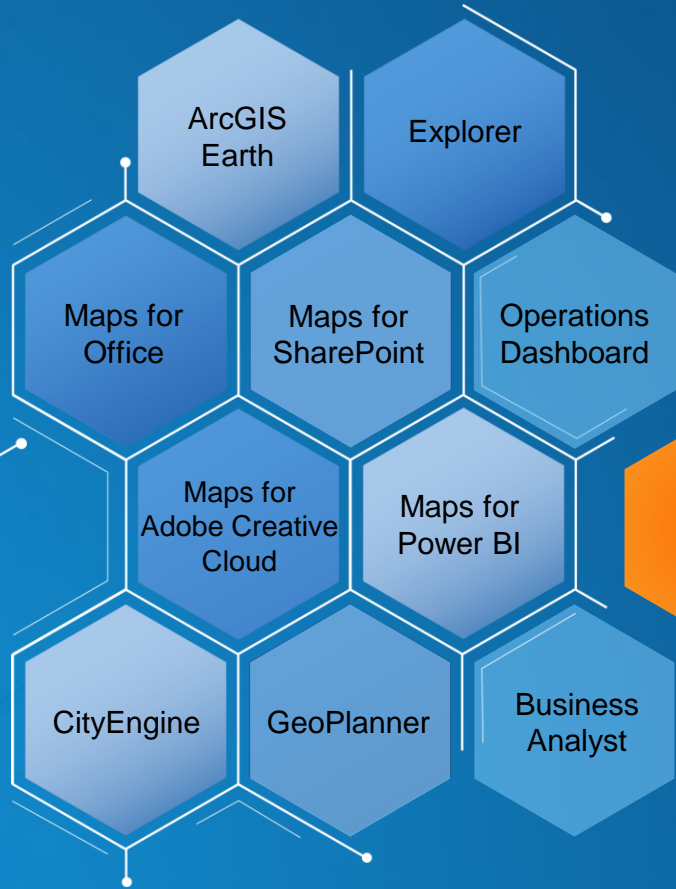 ArcGIS
Earth
Explorer
Maps for
Office
Maps for
SharePoint
Operations
Dashboard
Maps for
Adobe Creative
Cloud
Maps for
Power BI
CityEngine
GeoPlanner
Business
Analyst